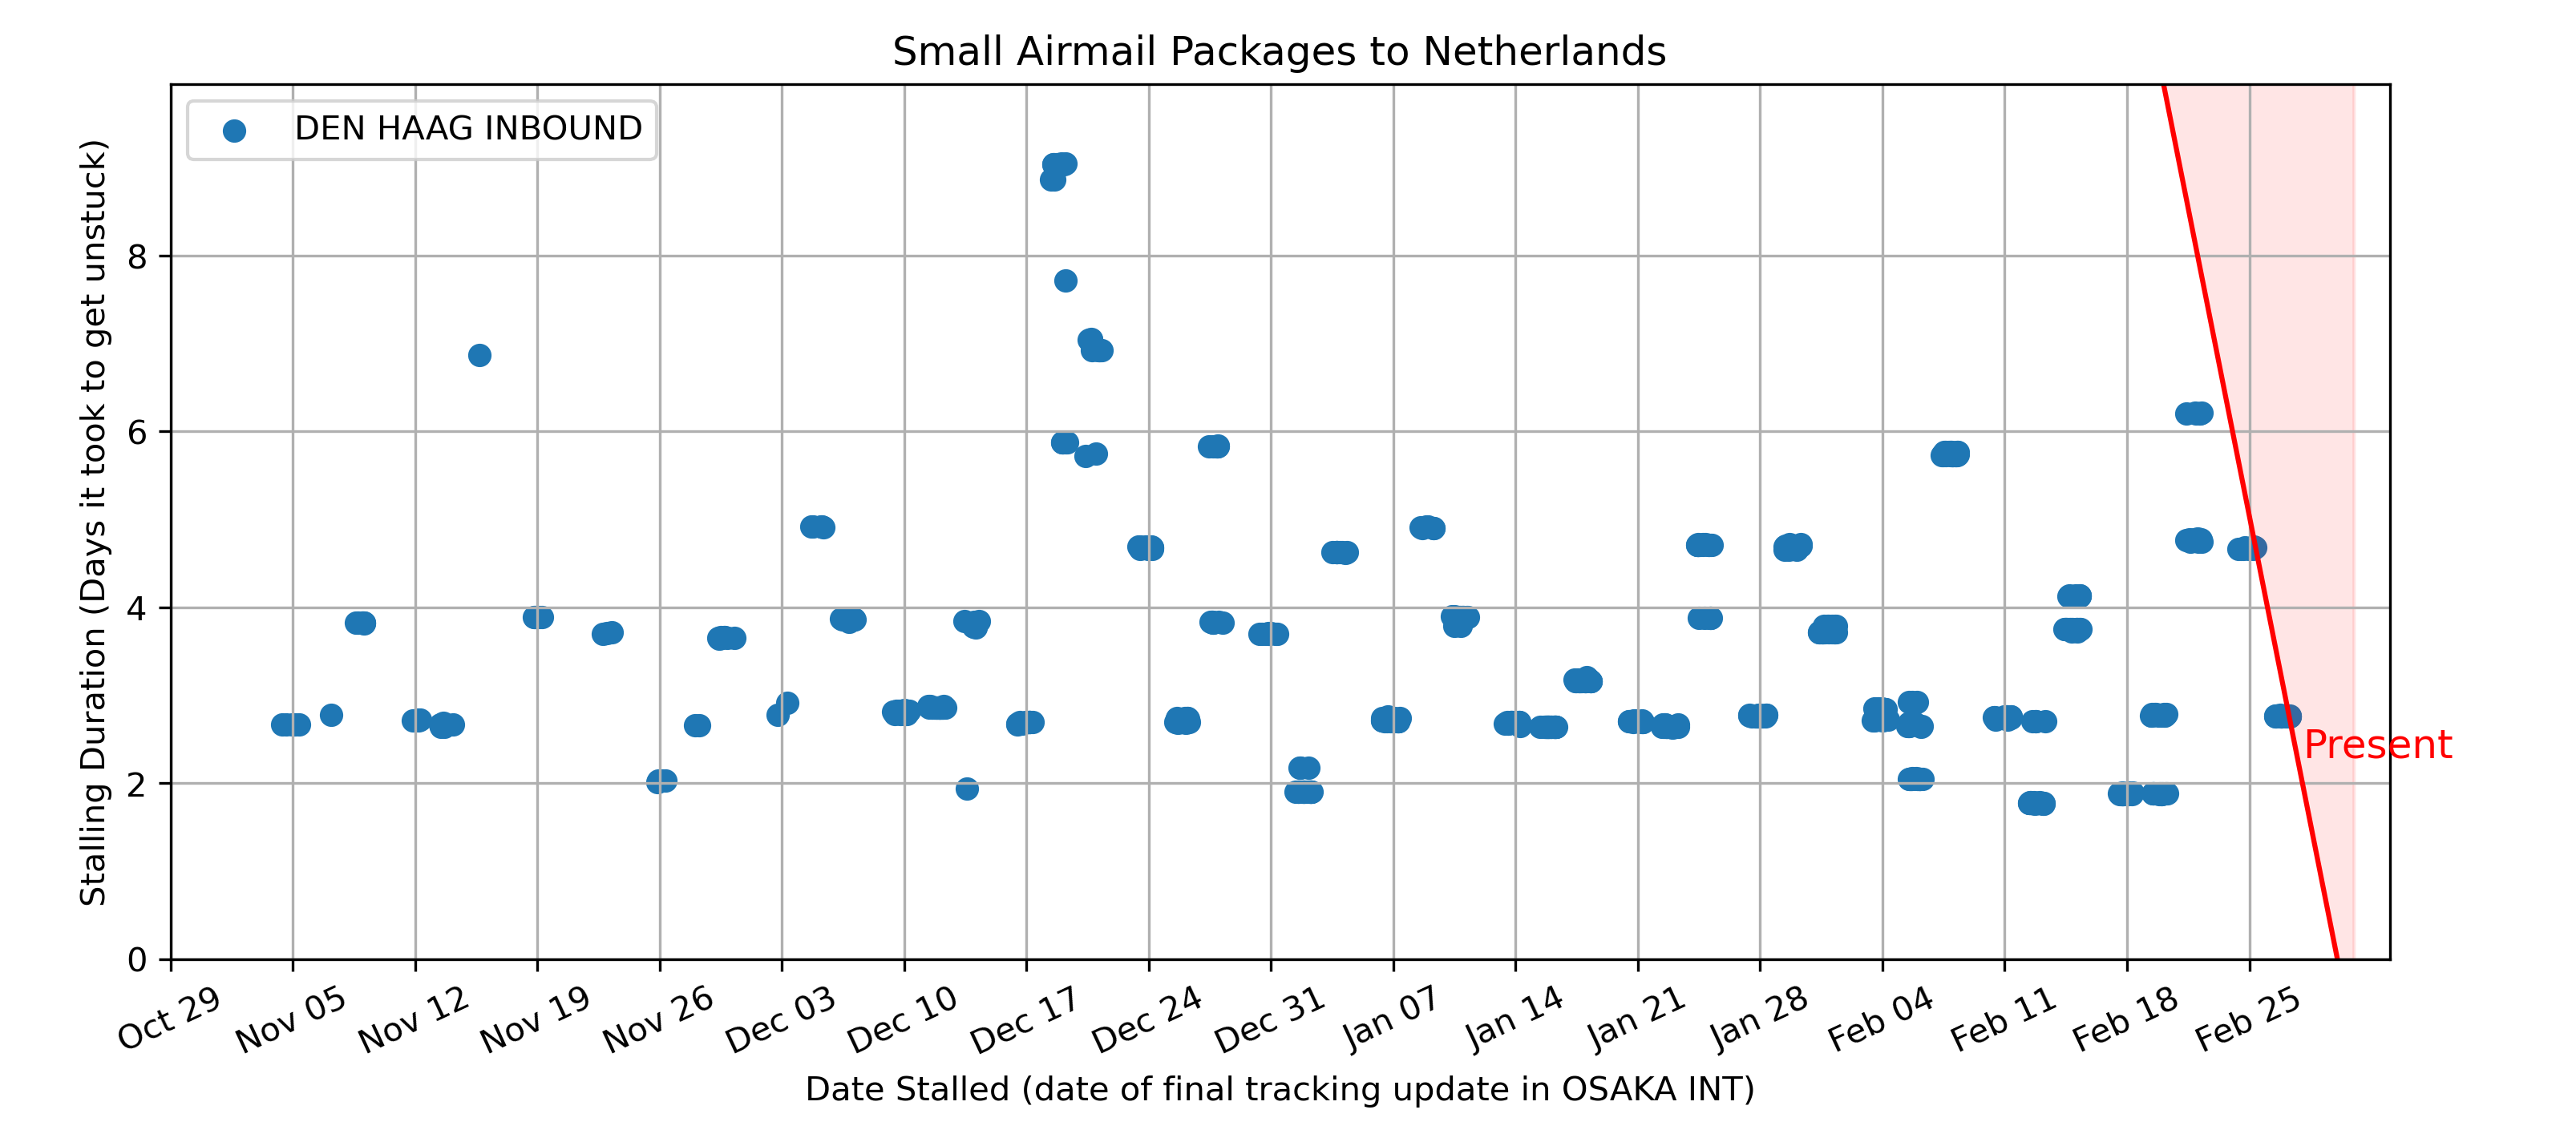 Small Airmail Packages to Netherlands
DEN HAAG INBOUND
Stalling Duration (Days it took to get unstuck)
8
6
4
2
0
Present
Oct 29
Nov 05
Nov 12
Nov 19
Nov 26
Dec 03
Dec 10
Dec 17
Dec 24
Dec 31
Jan 07
Jan 14
Jan 21
Jan 28
Feb 04
Feb 11
Feb 18
Feb 25
Date Stalled (date of final tracking update in OSAKA INT)